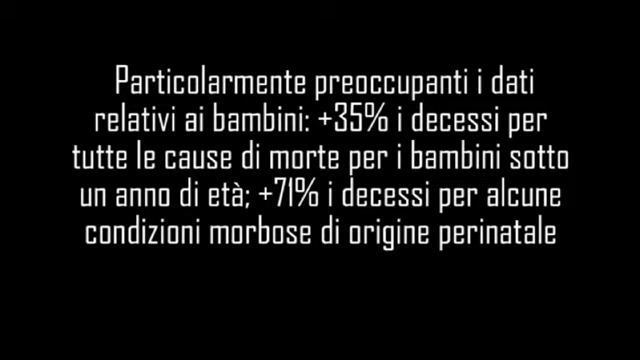 Particolarmente preoccupanti i dati
relativi ai bambini: +35% i decessi per
tutte le cause di morte per i bambini sotto
un anno di età; +71% i decessi per alcune
condizioni morbose di origine perinatale